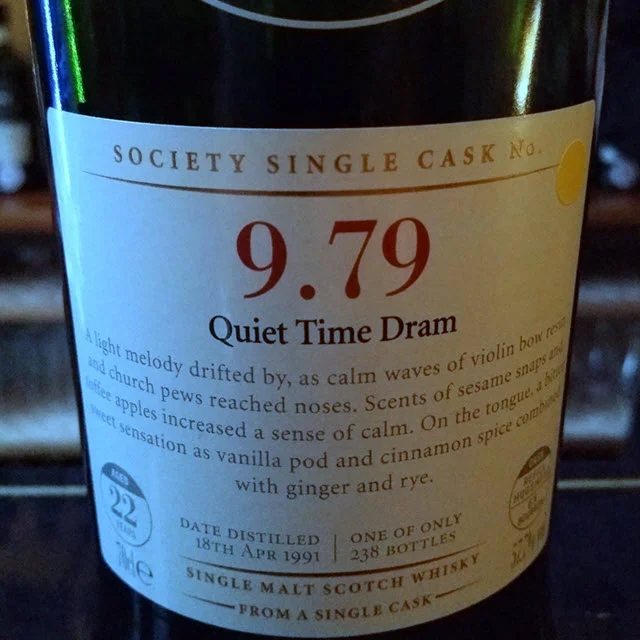 SOCIETY SINGLE CASK No.
9.79
Quiet Time Dram
A light melody drifted by, as calm waves of violin bow resin
and church pews reached noses. Scents of sesame snaps and
toffee apples increased a sense of calm. On the tongue, a
sweet sensation as vanilla pod and cinnamon spice combined
with ginger and rye.
AGED
22
YEARS
DATE DISTILLED
18TH APR 1991
ONE OF ONLY
238 BOTTLES
70cl e
SINGLE MALT SCOTCH WHISKY
FROM A SINGLE CASK